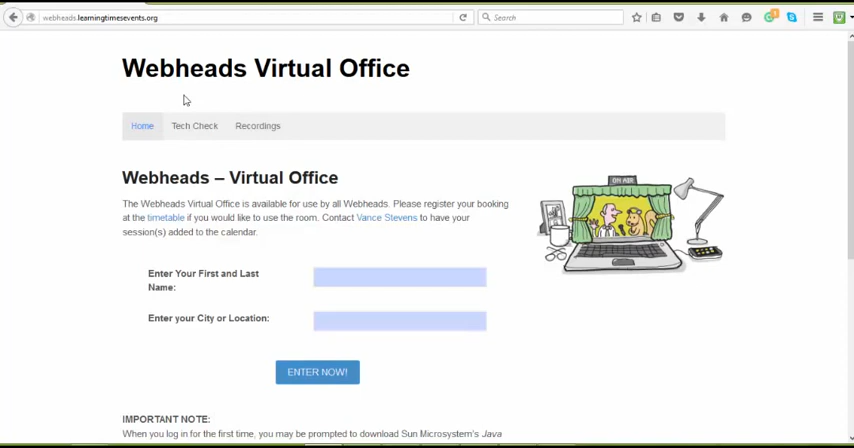 webheads.learningtimesevents.org
Search
Webheads Virtual Office
Home Tech Check Recordings
Webheads – Virtual Office
ON AIR
The Webheads Virtual Office is available for use by all Webheads. Please register your booking
at the timetable if you would like to use the room. Contact Vance Stevens to have your
session(s) added to the calendar.
Enter Your First and Last
Name:
Enter your City or Location:
ENTER NOW!
IMPORTANT NOTE:
When you log in for the first time, you may be prompted to download Sun Microsystem's Java